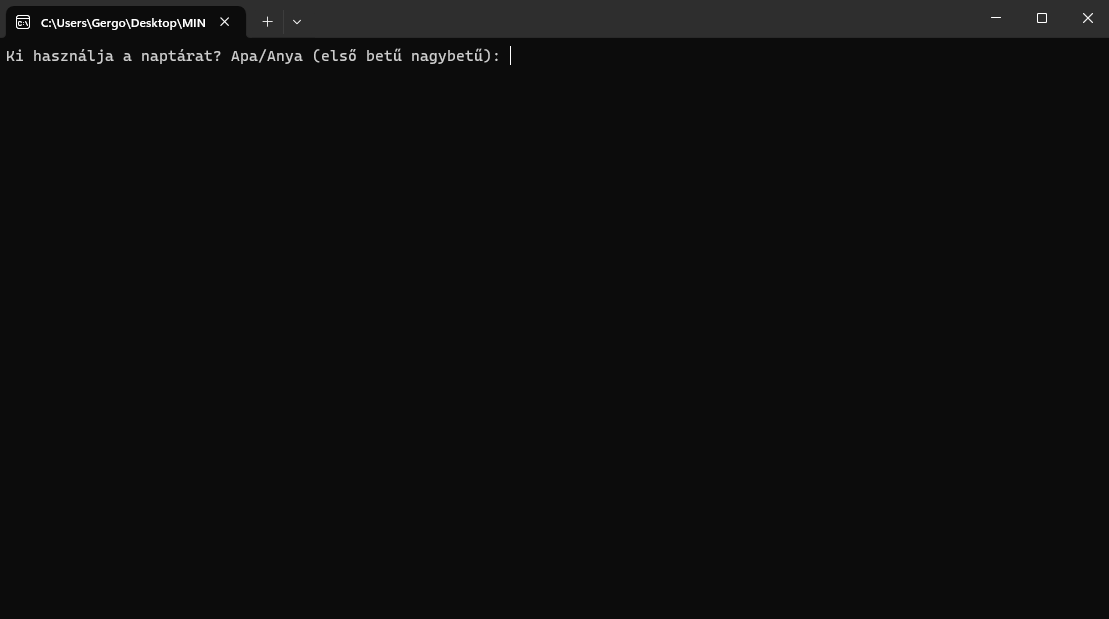 C:\Users\Gergo\Desktop\MIN
Ki használja a naptárat? Apa/Anya (első betű nagybetű):